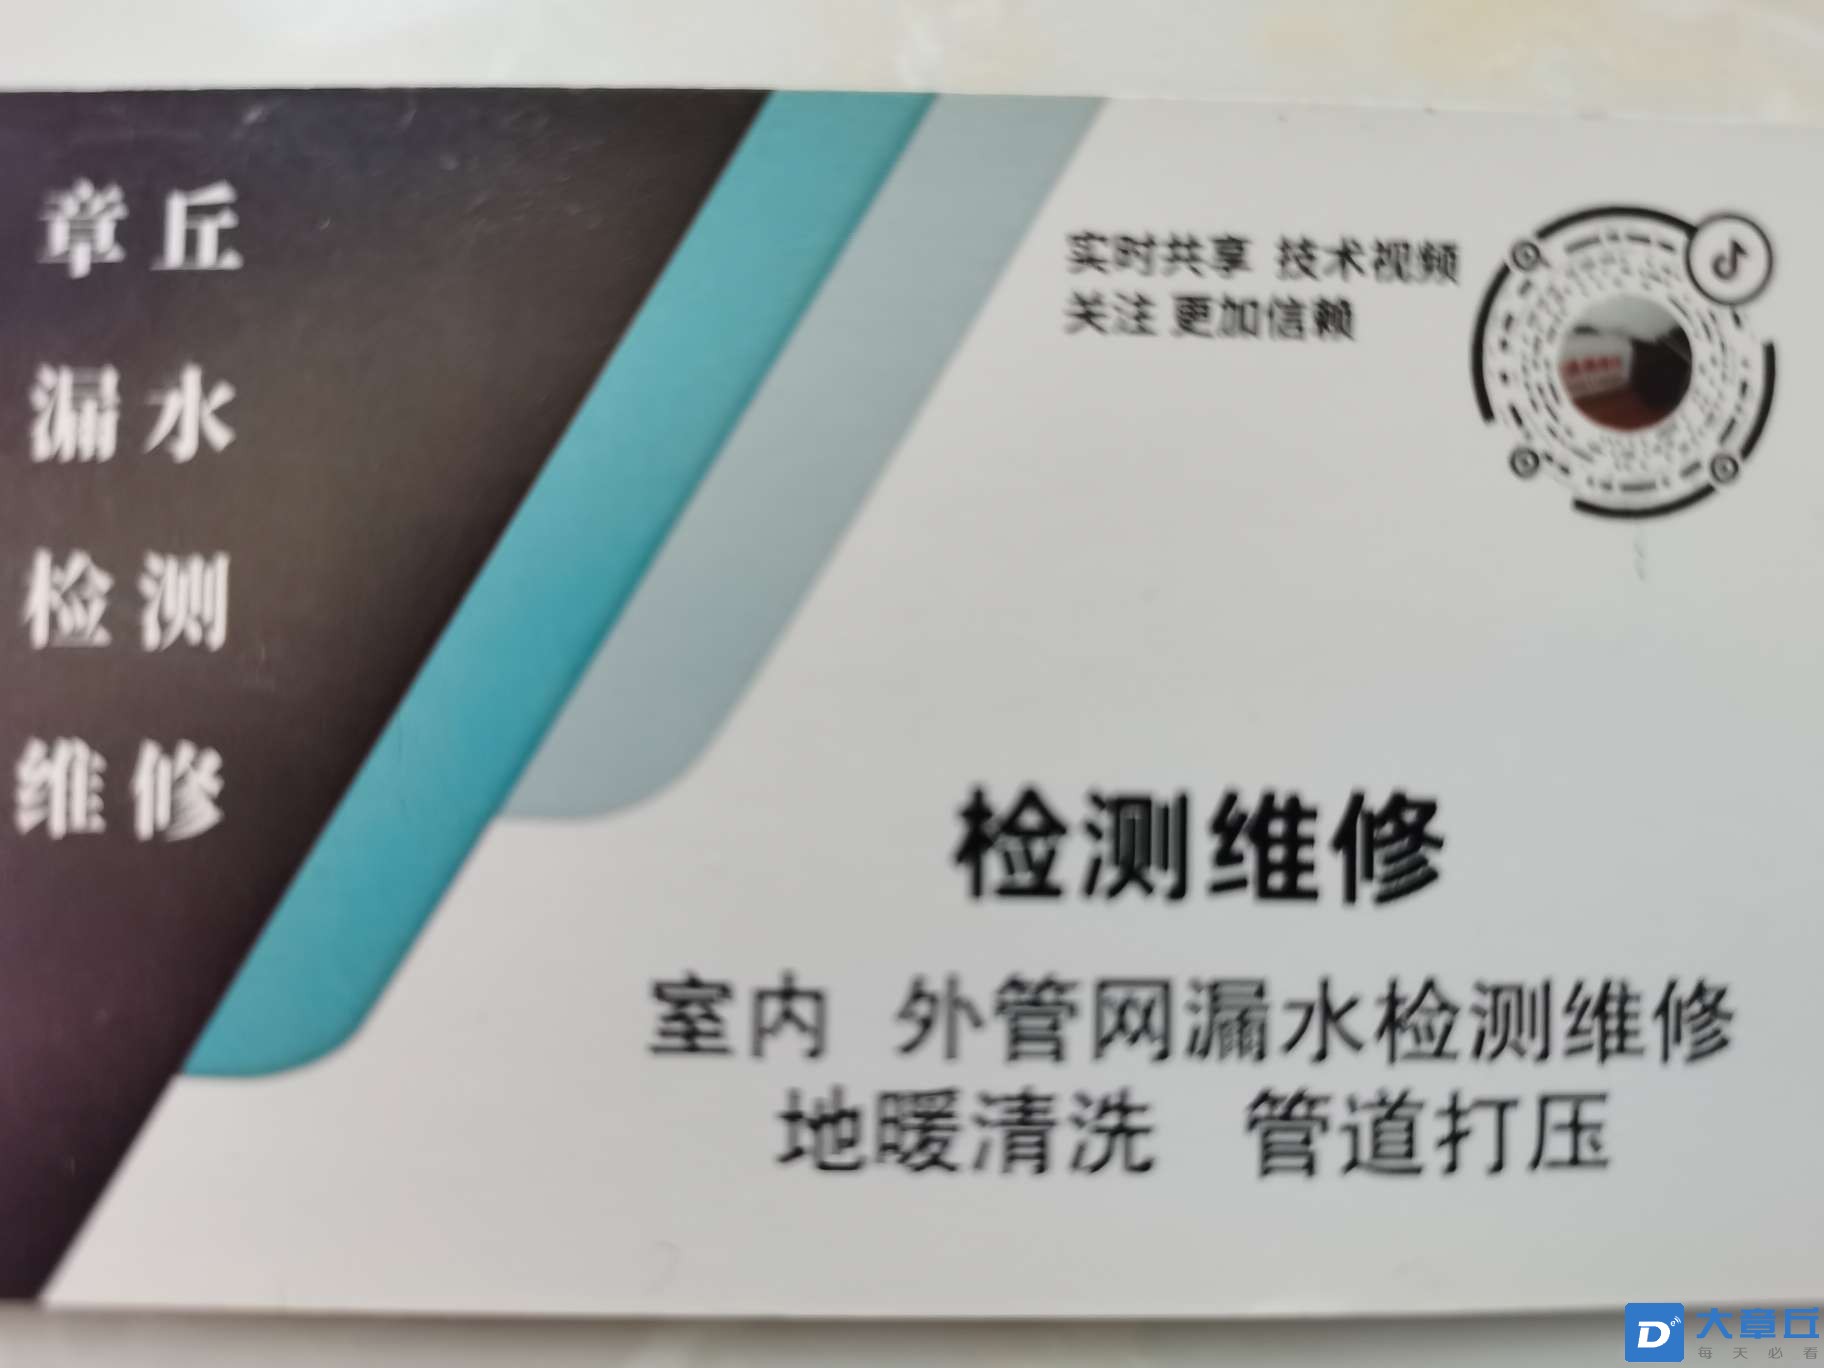 章丘
漏水
检测
维修
实时共享 技术视频
关注 更加信赖
检测维修
室内 外管网漏水检测维修
地暖清洗 管道打压
大章丘
每天必看